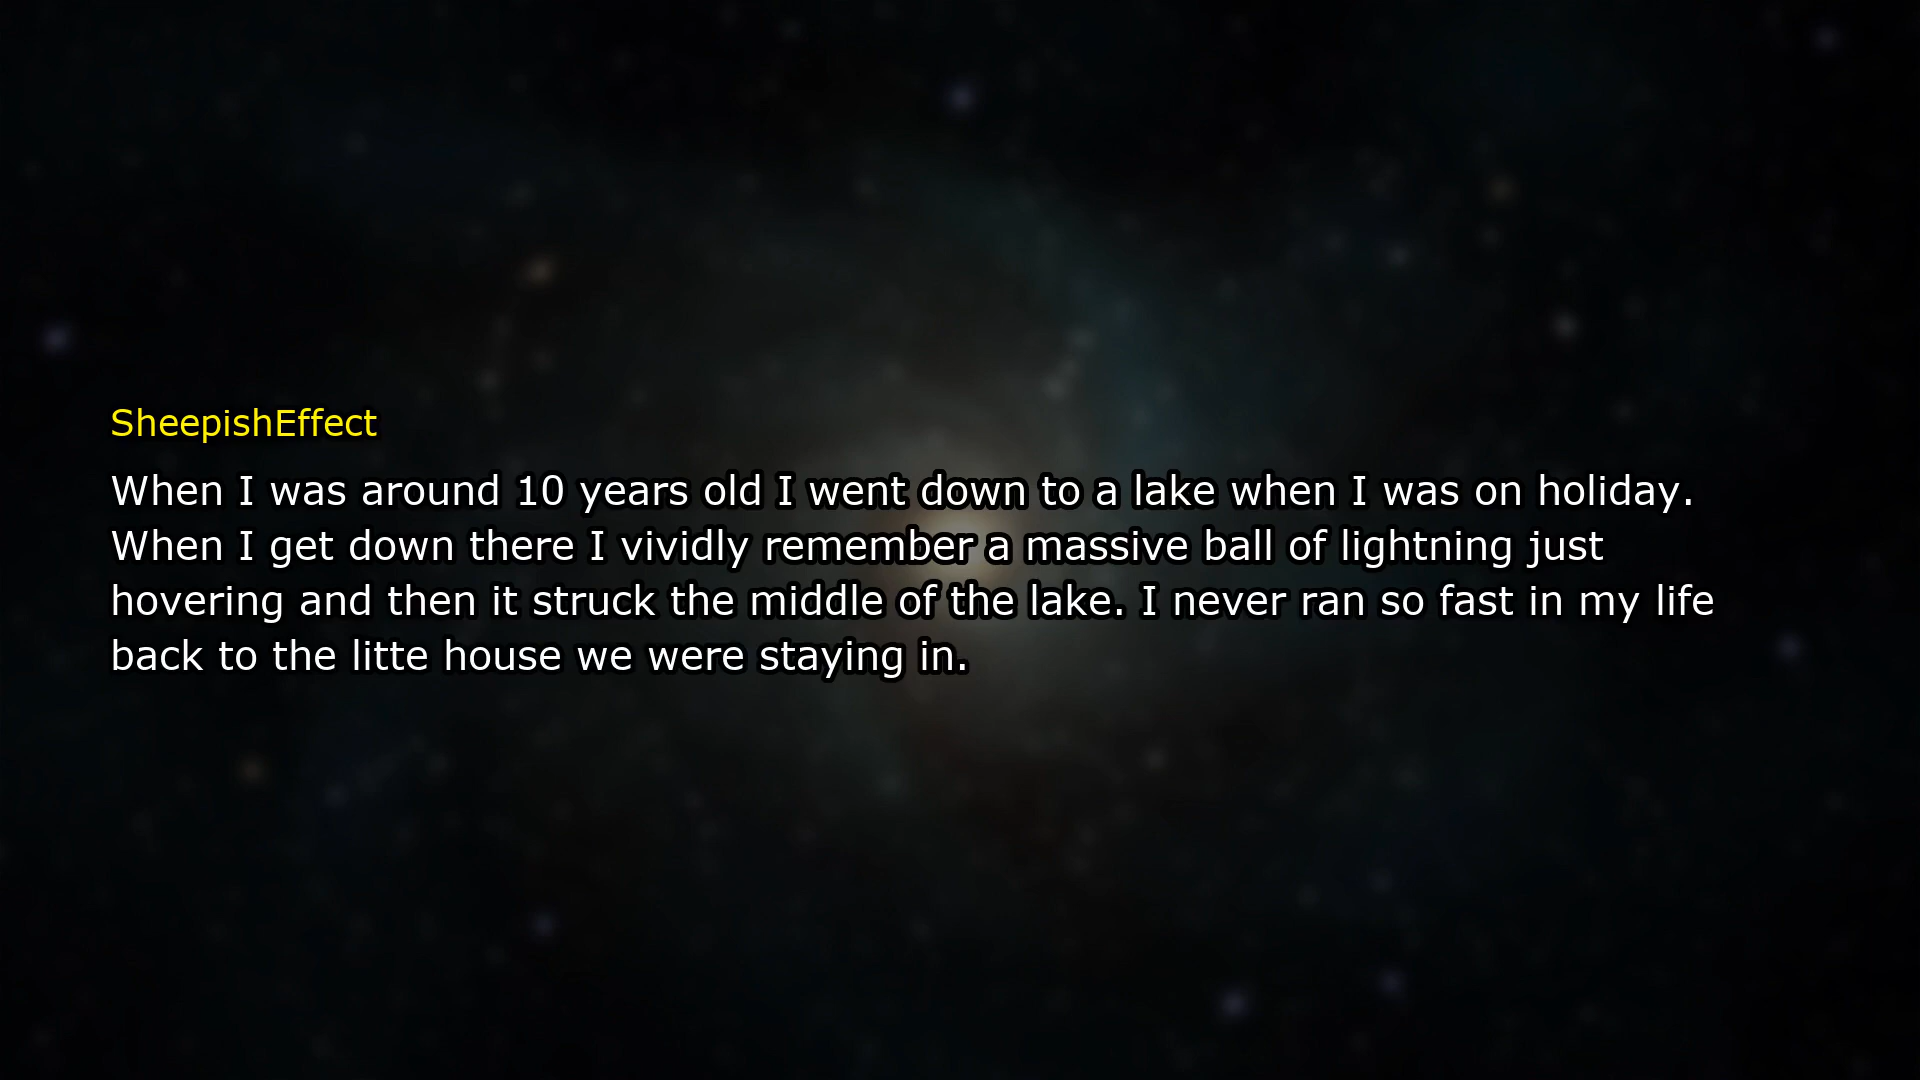 SheepishEffect
When I was around 10 years old I went down to a lake when I was on holiday.
When I get down there I vividly remember a massive ball of lightning just
hovering and then it struck the middle of the lake. I never ran so fast in my life
back to the litte house we were staying in.